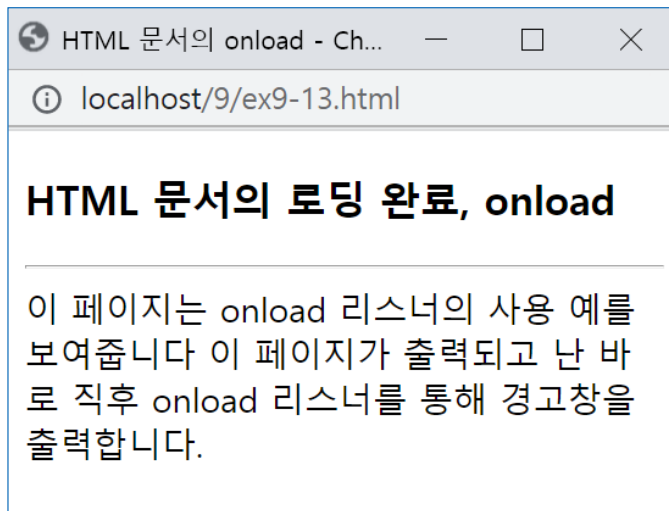 HTML 문서의 onload - Ch...
localhost/9/ex9-13.html
HTML 문서의 로딩 완료, onload
이 페이지는 onload 리스너의 사용 예를
보여줍니다 이 페이지가 출력되고 난 바
로 직후 onload 리스너를 통해 경고창을
출력합니다.